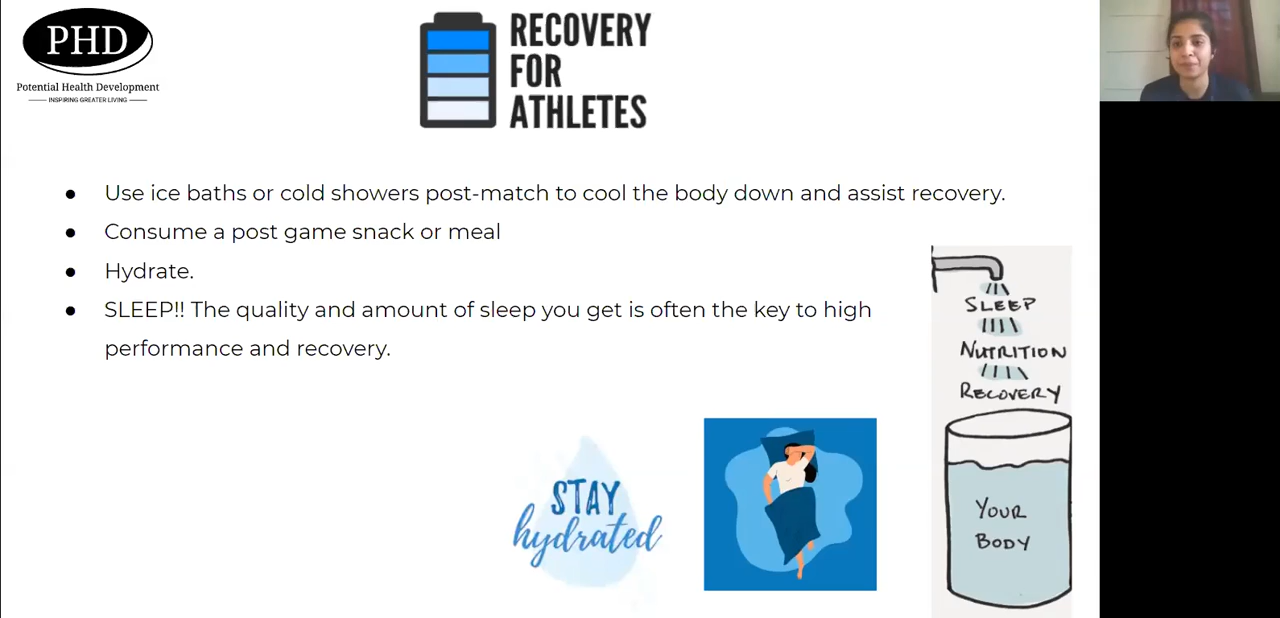 PHD
Potential Health Development
INSPIRING GREATER LIVING
RECOVERY
FOR
ATHLETES
● Use ice baths or cold showers post-match to cool the body down and assist recovery.
● Consume a post game snack or meal
● Hydrate.
● SLEEP!! The quality and amount of sleep you get is often the key to high
performance and recovery.
SLEEP
NUTRITION
RECOVERY
YOUR
BODY
STAY
hydrated